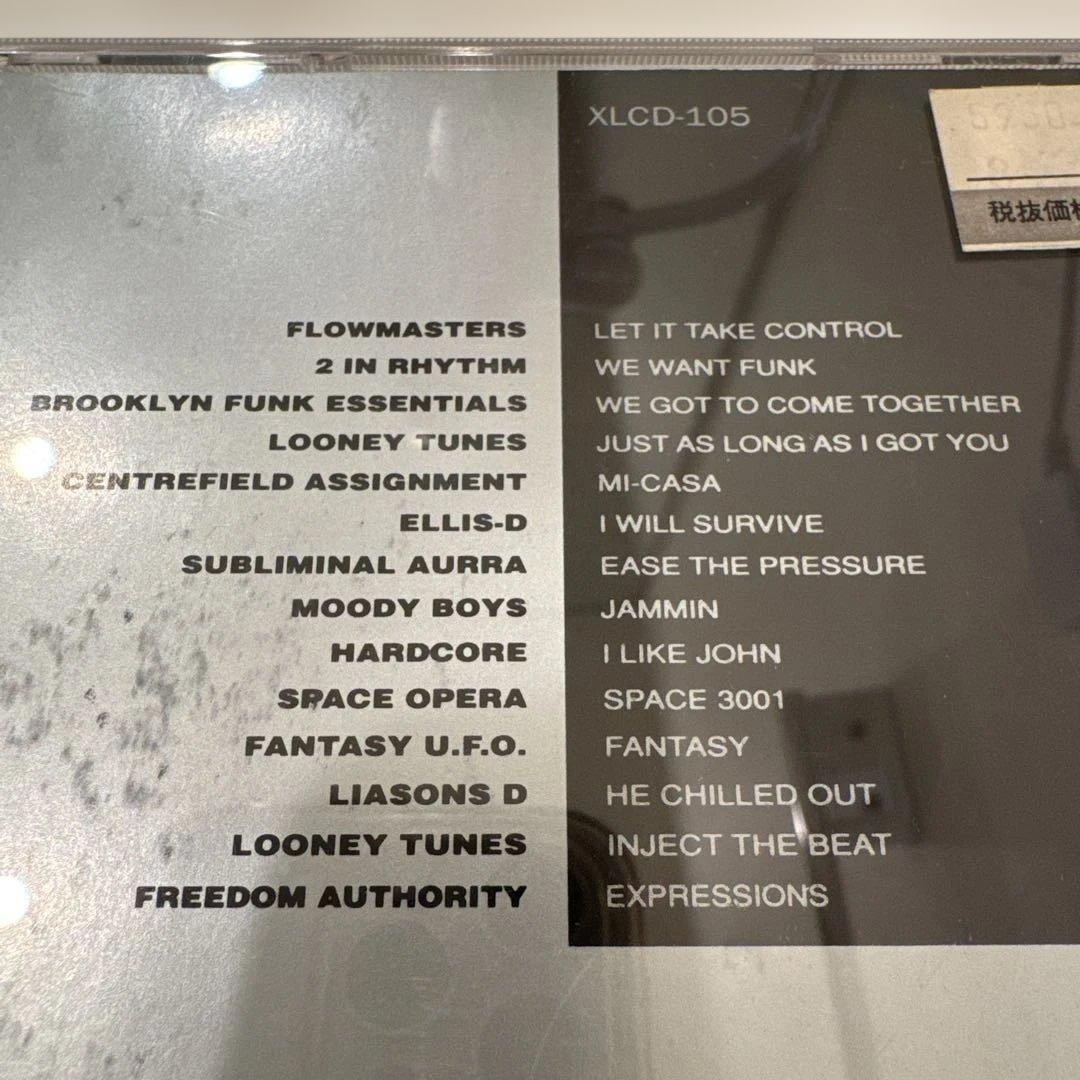 XLCD-105
税抜価
FLOWMASTERS LET IT TAKE CONTROL
2 IN RHYTHM WE WANT FUNK
BROOKLYN FUNK ESSENTIALS WE GOT TO COME TOGETHER
LOONEY TUNES JUST AS LONG AS I GOT YOU
CENTREFIELD ASSIGNMENT MI-CASA
ELLIS-D I WILL SURVIVE
SUBLIMINAL AURRA EASE THE PRESSURE
MOODY BOYS JAMMIN
HARDCORE I LIKE JOHN
SPACE OPERA SPACE 3001
FANTASY U.F.O. FANTASY
LIASONS D HE CHILLED OUT
LOONEY TUNES INJECT THE BEAT
FREEDOM AUTHORITY EXPRESSIONS